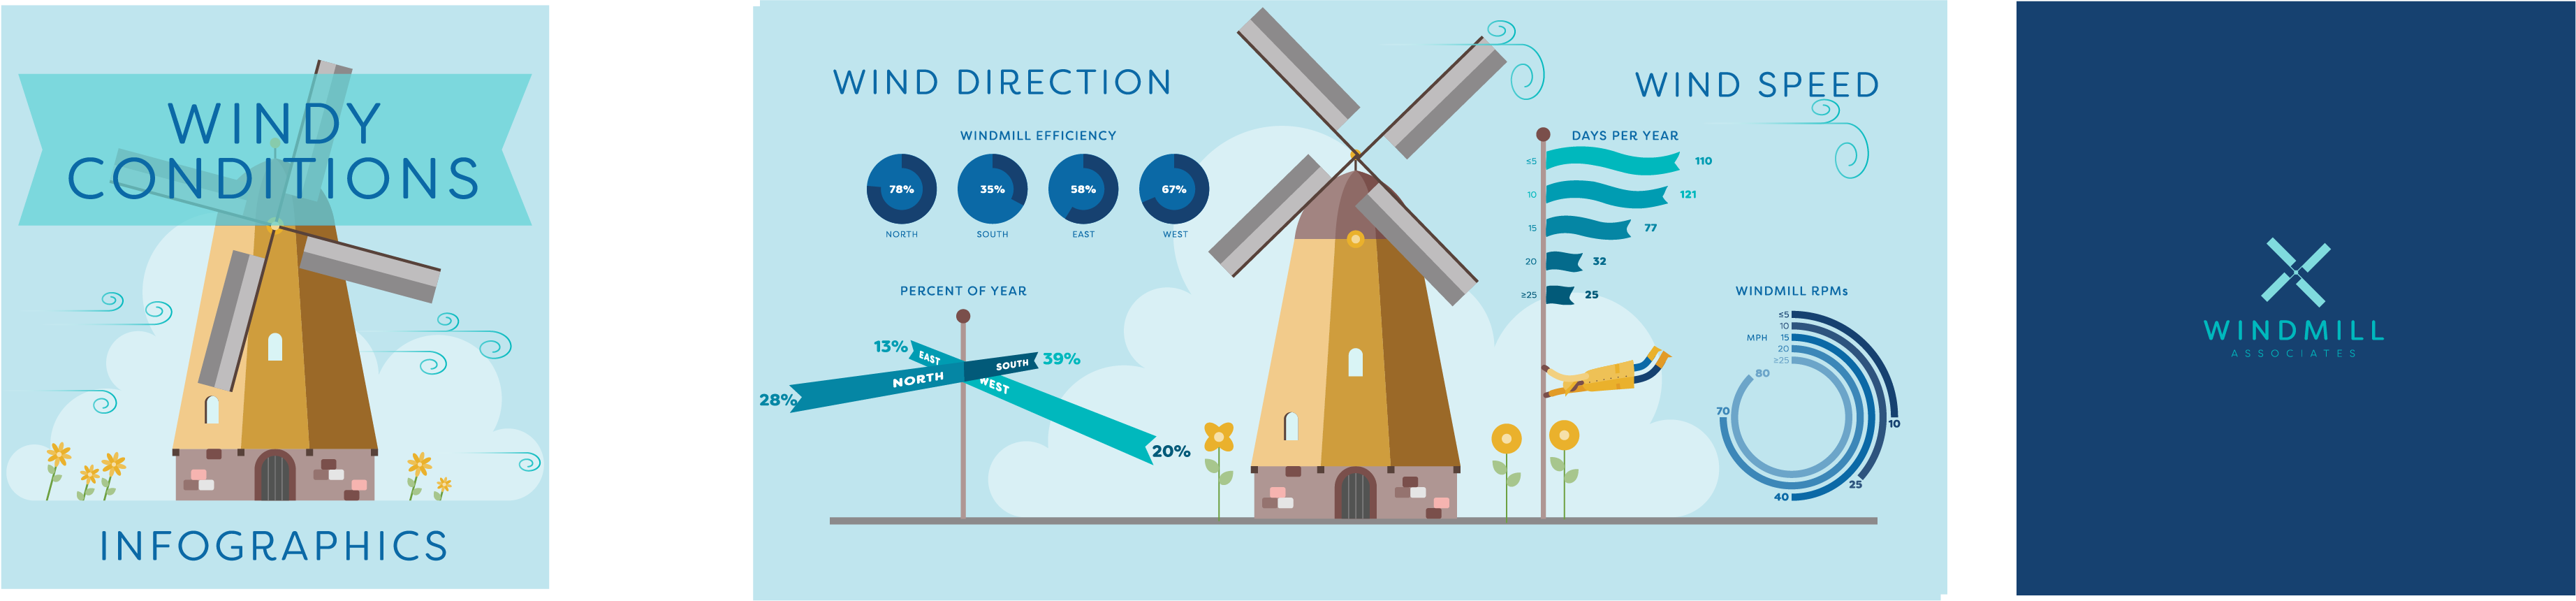 WINDY
CONDITIONS
INFOGRAPHICS
WIND DIRECTION
WINDMILL EFFICIENCY
78% 35% 58% 67%
NORTH SOUTH EAST WEST
PERCENT OF YEAR
13% EAST
SOUTH 39%
28% NORTH
WEST 20%
WIND SPEED
DAYS PER YEAR
≤5 110
10 121
15 77
20 32
≥25 25
WINDMILL RPMs
≤5
10
MPH 15
20
≥25
80
70
10
25
40
WINDMILL
ASSOCIATES